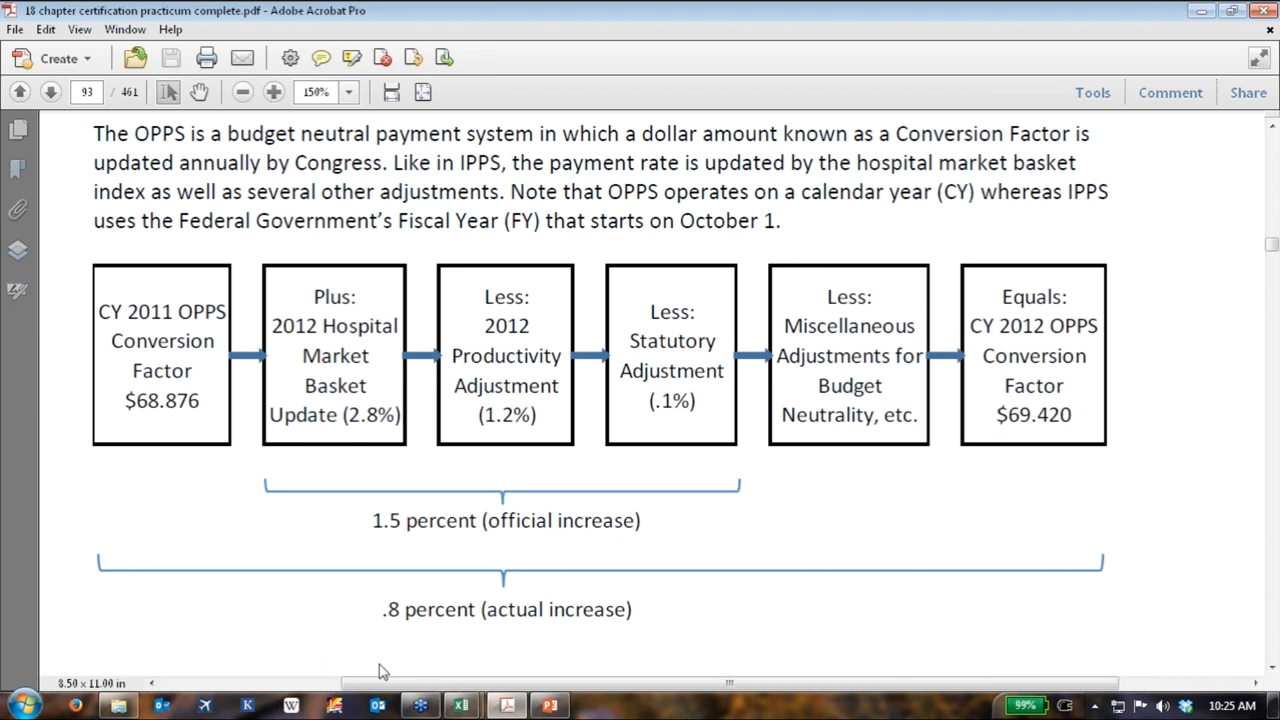 18 chapter certification practicum complete.pdf - Adobe Acrobat Pro
File Edit View Window Help
Create
93 / 461 150% Tools Comment Share
The OPPS is a budget neutral payment system in which a dollar amount known as a Conversion Factor is
updated annually by Congress. Like in IPPS, the payment rate is updated by the hospital market basket
index as well as several other adjustments. Note that OPPS operates on a calendar year (CY) whereas IPPS
uses the Federal Government's Fiscal Year (FY) that starts on October 1.
CY 2011 OPPS
Conversion
Factor
$68.876
Plus:
2012 Hospital
Market
Basket
Update (2.8%)
Less:
2012
Productivity
Adjustment
(1.2%)
Less:
Statutory
Adjustment
(.1%)
Less:
Miscellaneous
Adjustments for
Budget
Neutrality, etc.
Equals:
CY 2012 OPPS
Conversion
Factor
$69.420
1.5 percent (official increase)
.8 percent (actual increase)
8.50 x 11.00 in
99% 10:25 AM